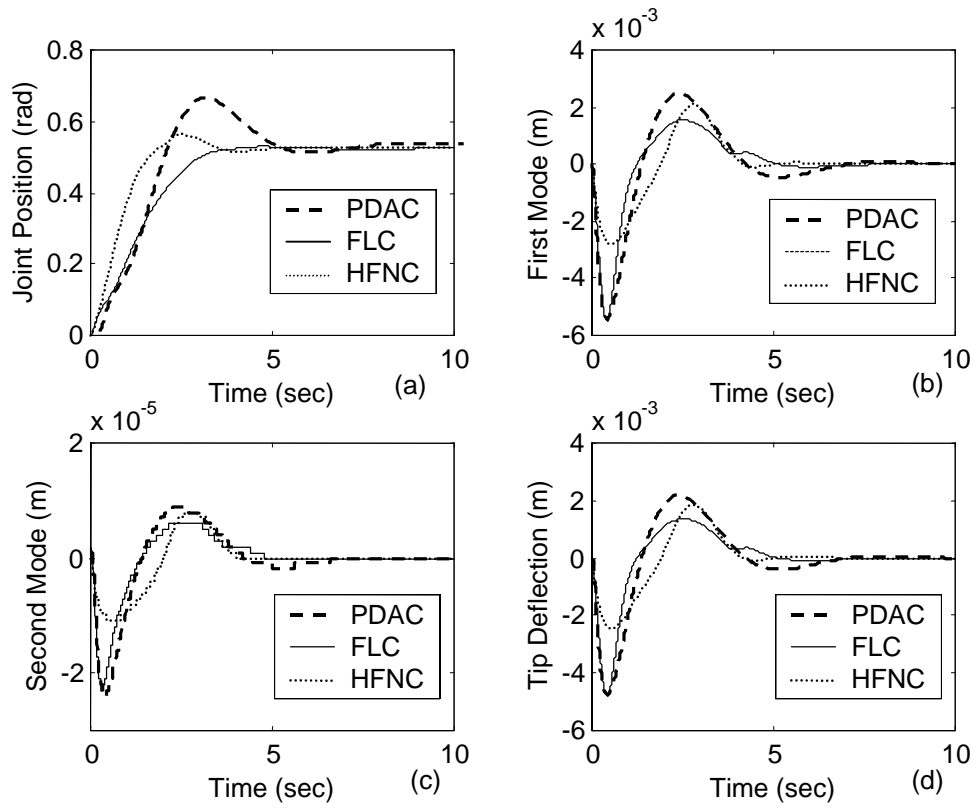 0.8
0.6
0.4
0.2
0
Joint Position (rad)
PDAC
FLC
HFNC
0 5 10
Time (sec)
(a)
x 10-3
4
2
0
-2
-4
-6
First Mode (m)
PDAC
FLC
HFNC
0 5 10
Time (sec)
(b)
x 10-5
2
0
-2
Second Mode (m)
PDAC
FLC
HFNC
0 5 10
Time (sec)
(c)
x 10-3
4
2
0
-2
-4
-6
Tip Deflection (m)
PDAC
FLC
HFNC
0 5 10
Time (sec)
(d)